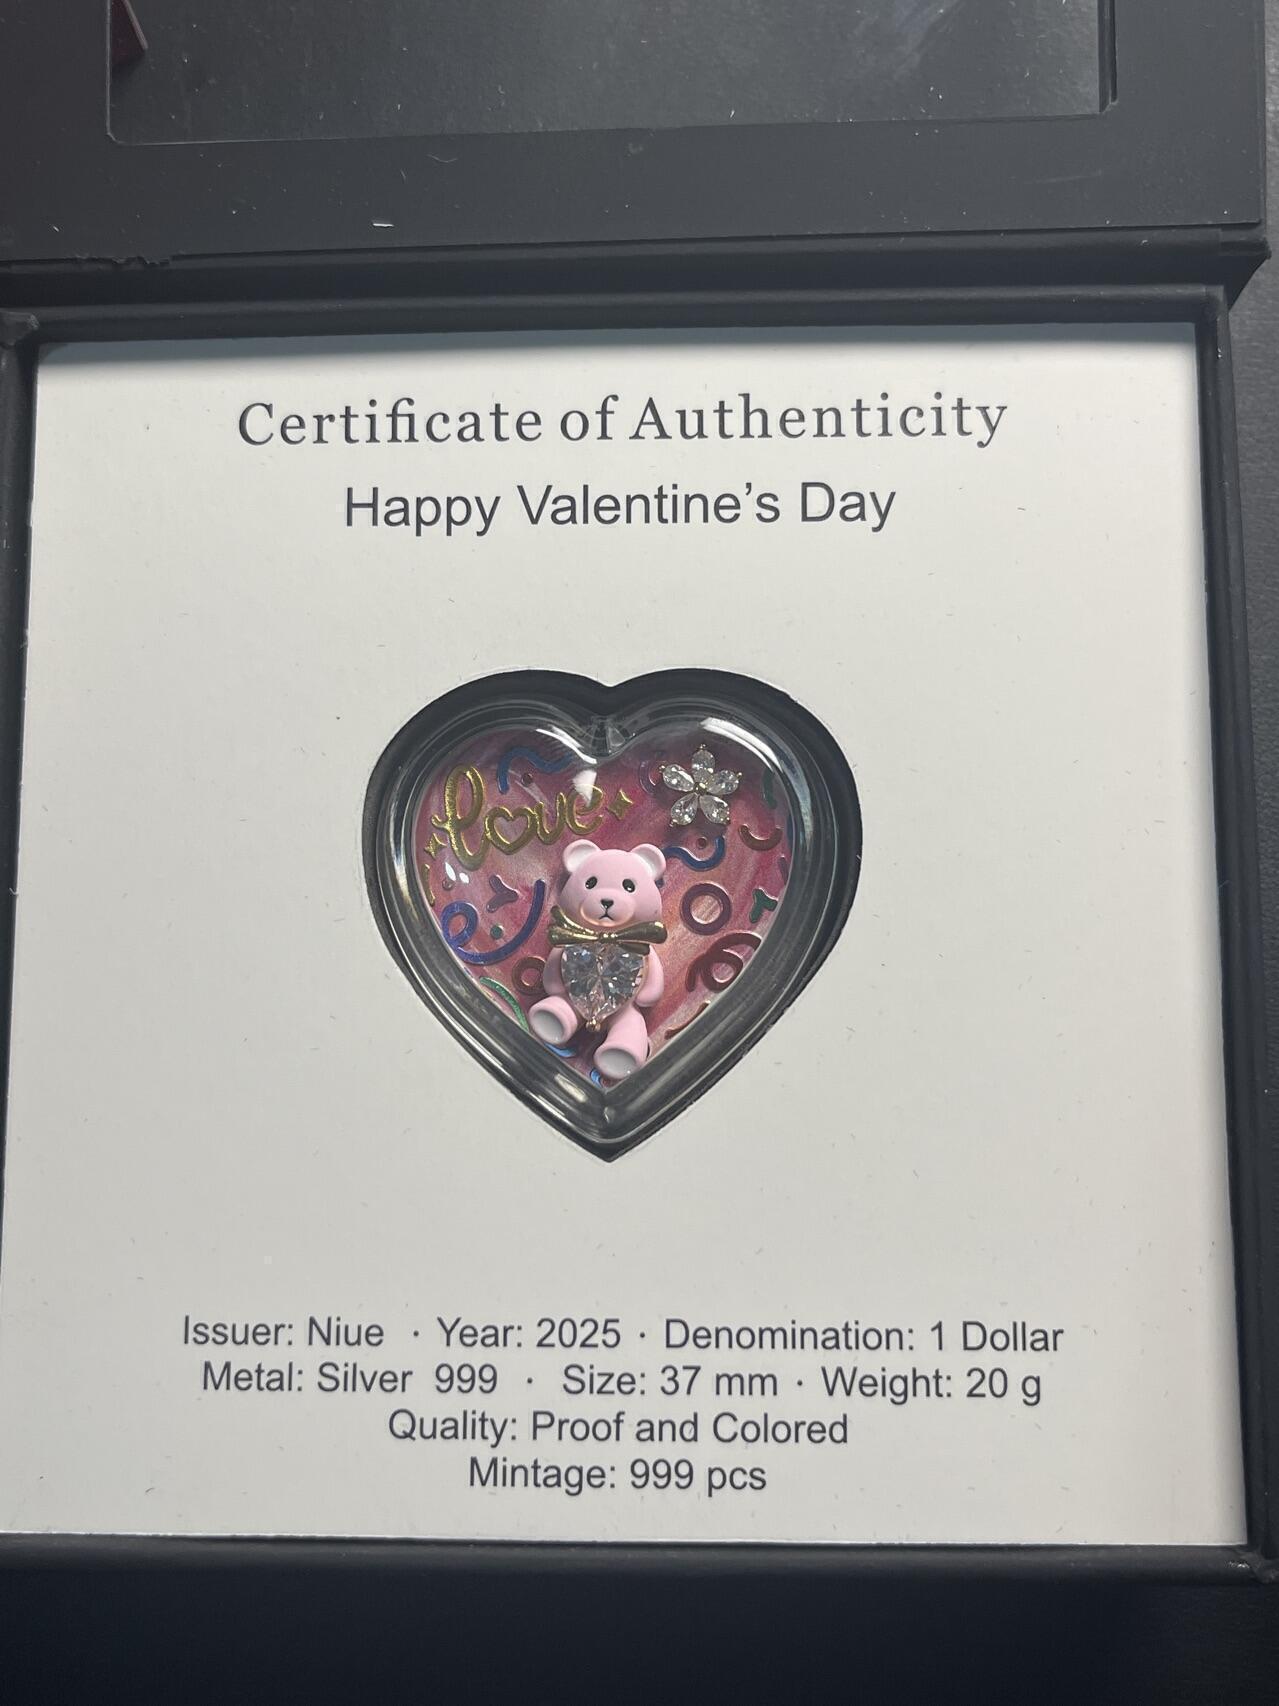 Certificate of Authenticity
Happy Valentine’s Day
love
Issuer: Niue · Year: 2025 · Denomination: 1 Dollar
Metal: Silver 999 · Size: 37 mm · Weight: 20 g
Quality: Proof and Colored
Mintage: 999 pcs